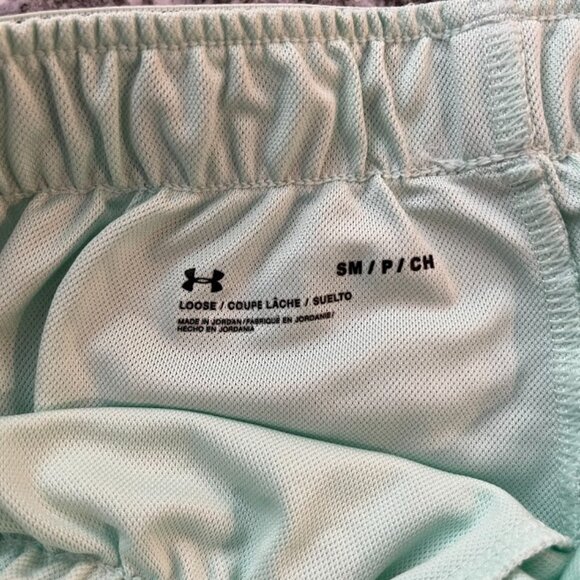 SM / P / CH
LOOSE / COUPE LÂCHE / SUELTO
MADE IN JORDAN/FABRIQUÉ EN JORDANIE/
HECHO EN JORDANIA